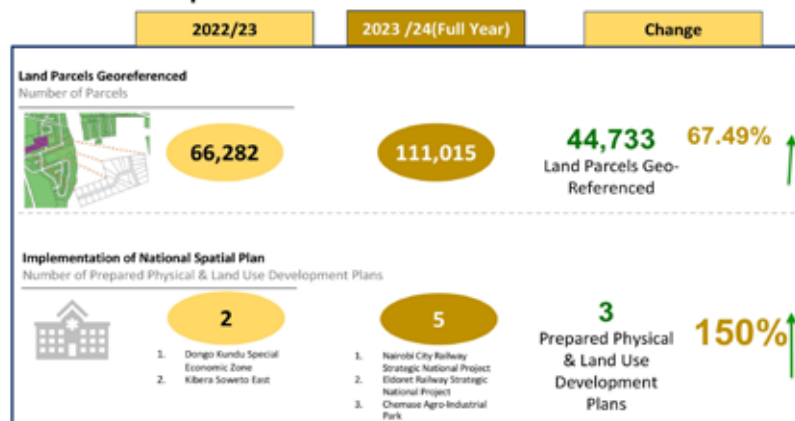 2022/23
2023 /24(Full Year)
Change
Land Parcels Georeferenced
Number of Parcels
66,282
111,015
44,733
67.49%
Land Parcels Geo-
Referenced
Implementation of National Spatial Plan
Number of Prepared Physical & Land Use Development Plans
2
1. Dongo Kundu Special
Economic Zone
2. Kibera Soweto East
5
1. Nairobi City Railway
Strategic National Project
2. Eldoret Railway Strategic
National Project
3. Chemase Agro-Industrial
Park
3
Prepared Physical
& Land Use
Development
Plans
150%